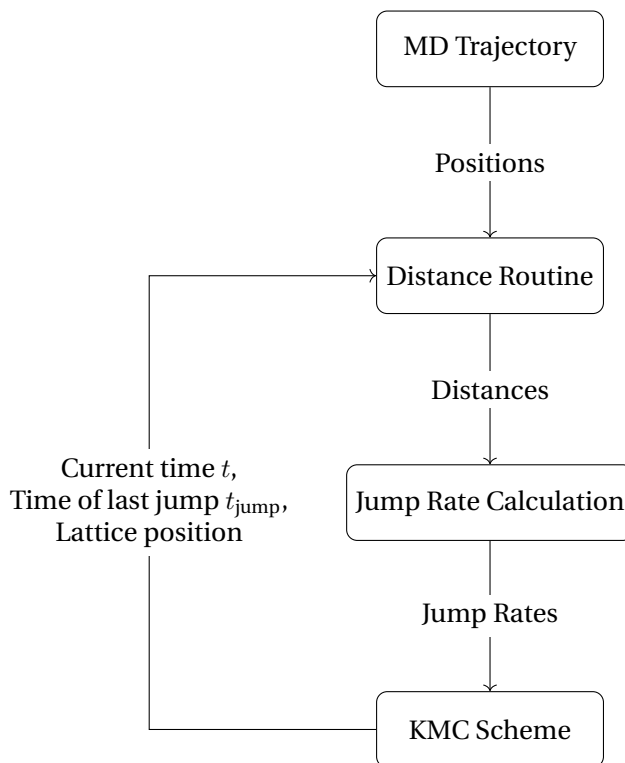 MD Trajectory
Positions
Distance Routine
Distances
Current time t,
Time of last jump t_jump,
Lattice position
Jump Rate Calculation
Jump Rates
KMC Scheme